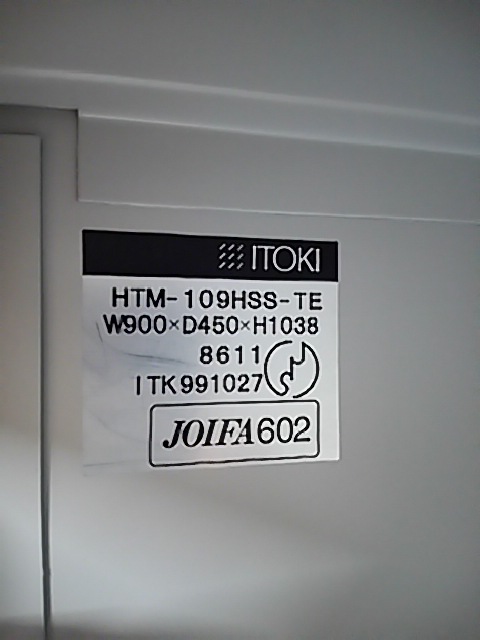 ITOKI
HTM-109HSS-TE
W900×D450×H1038
8611
ITK991027
JOIFA602